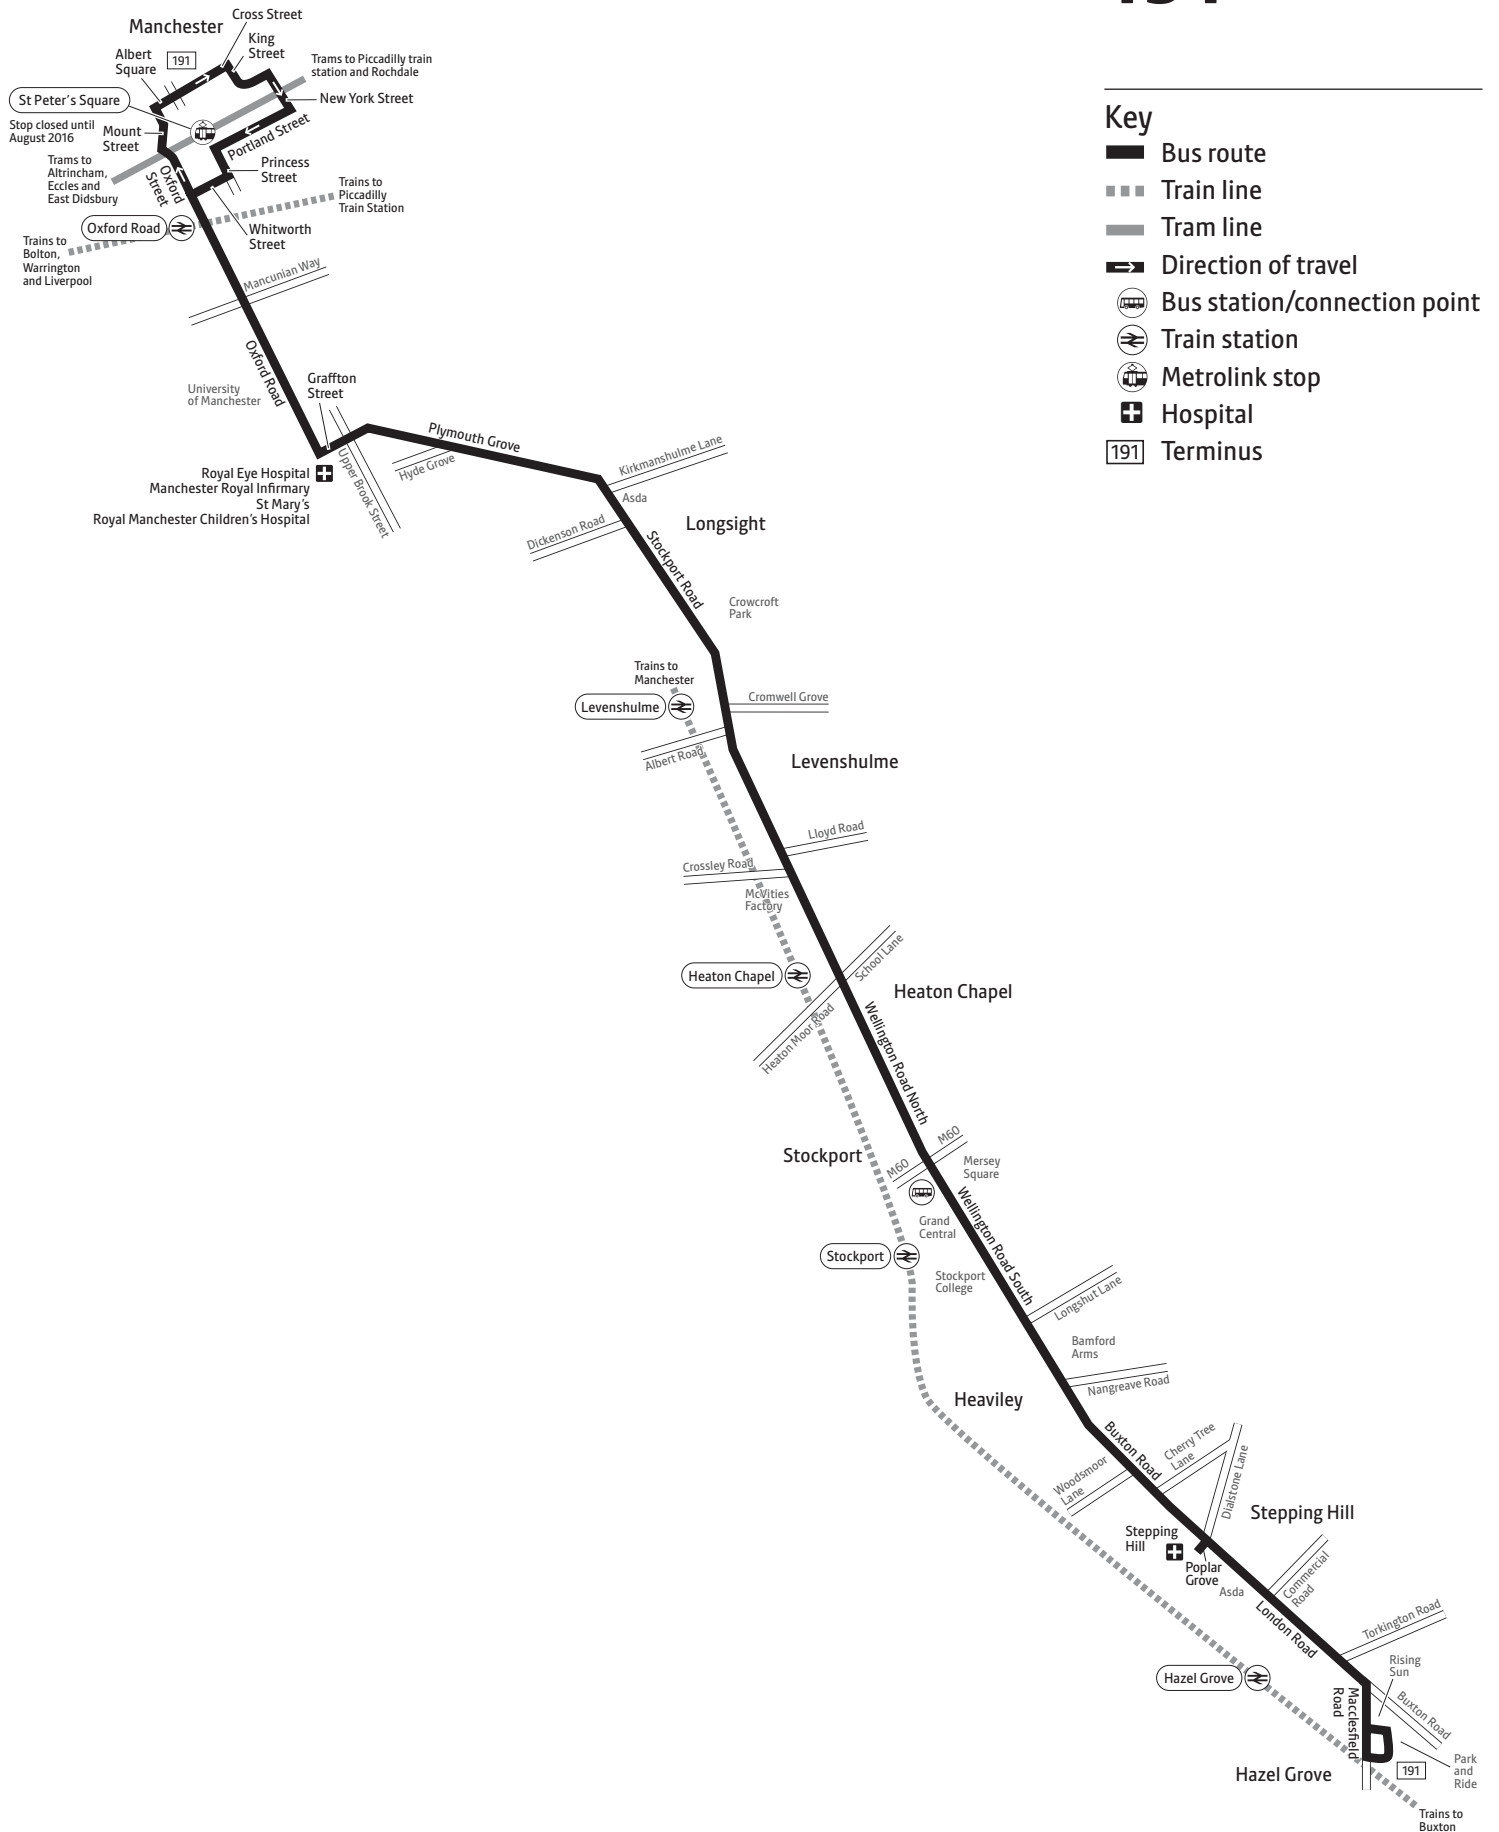 Manchester
Cross Street
King
Street
Albert
Square
191
Trams to Piccadilly train
station and Rochdale
St Peter's Square
New York Street
Stop closed until
August 2016
Mount
Street
Portland Street
Trams to
Altrincham,
Eccles and
East Didsbury
Oxford
Street
Princess
Street
Trains to
Piccadilly
Train Station
Oxford Road
Whitworth
Street
Trains to
Bolton,
Warrington
and Liverpool
Mancunian Way
Oxford Road
University
of Manchester
Graffton
Street
Plymouth Grove
Hyde Grove
Upper Brook Street
Royal Eye Hospital
Manchester Royal Infirmary
St Mary's
Royal Manchester Children's Hospital
Kirkmanshulme Lane
Asda
Longsight
Dickenson Road
Stockport Road
Crowcroft
Park
Trains to
Manchester
Levenshulme
Cromwell Grove
Albert Road
Levenshulme
Lloyd Road
Crossley Road
McVities
Factory
School Lane
Heaton Chapel
Heaton Chapel
Heaton Moor Road
Wellington Road North
Stockport
M60
M60
Mersey
Square
Grand
Central
Wellington Road South
Stockport
Stockport
College
Longshut Lane
Bamford
Arms
Nangreave Road
Heaviley
Buxton Road
Cherry Tree
Lane
Woodsmoor
Lane
Dialstone Lane
Stepping Hill
Stepping
Hill
Poplar
Grove
Asda
Commercial
Road
London Road
Torkington Road
Rising
Sun
Hazel Grove
Macclesfield
Road
Buxton Road
Park
and
Ride
191
Hazel Grove
Trains to
Buxton
Key
Bus route
Train line
Tram line
Direction of travel
Bus station/connection point
Train station
Metrolink stop
Hospital
191 Terminus